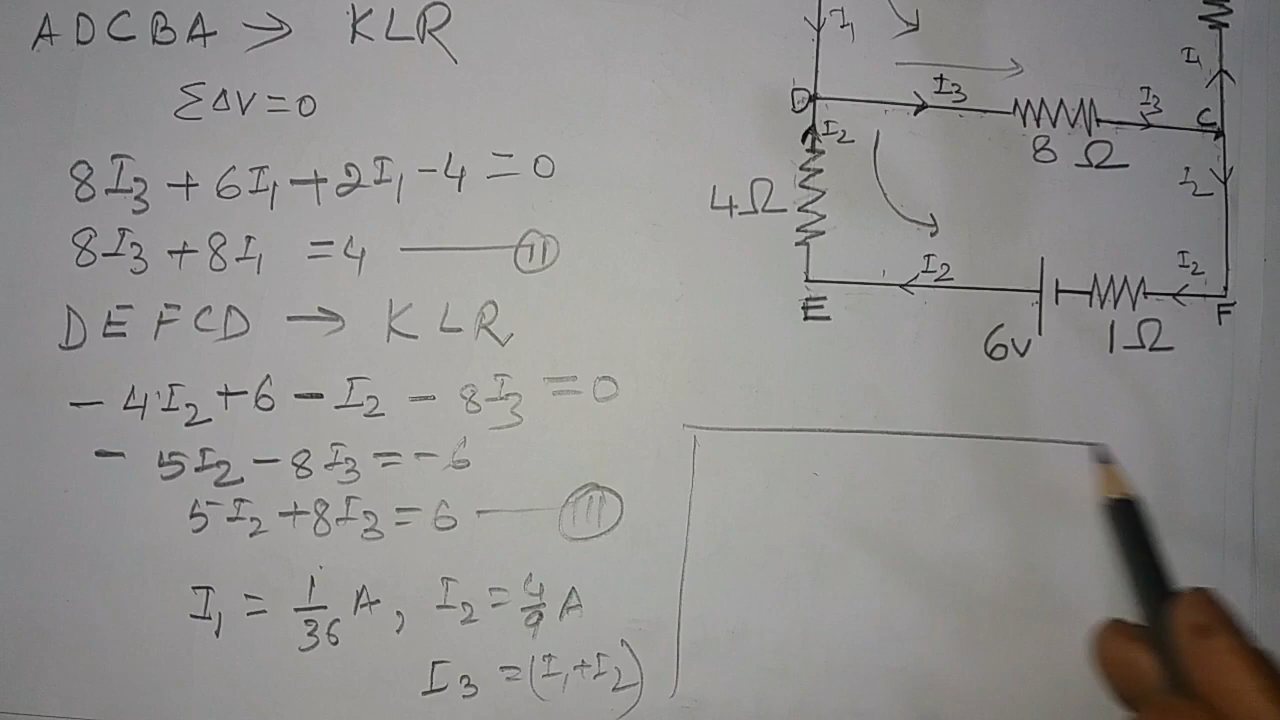 ADCBA → KLR
ΣΔV=0
8I₃ + 6I₁ + 2I₁ - 4 = 0
8I₃ + 8I₁ = 4 — II
DEFCD → KLR
- 4I₂ + 6 - I₂ - 8I₃ = 0
- 5I₂ - 8I₃ = - 6
5I₂ + 8I₃ = 6 — III
I₁ = 1/36 A, I₂ = 4/9 A
I₃ = (I₁ + I₂)
I₁
I₁
D
I₃
I₃
C
I₂
8 Ω
I₂
4Ω
I₂
I₂
E
F
6V
1Ω